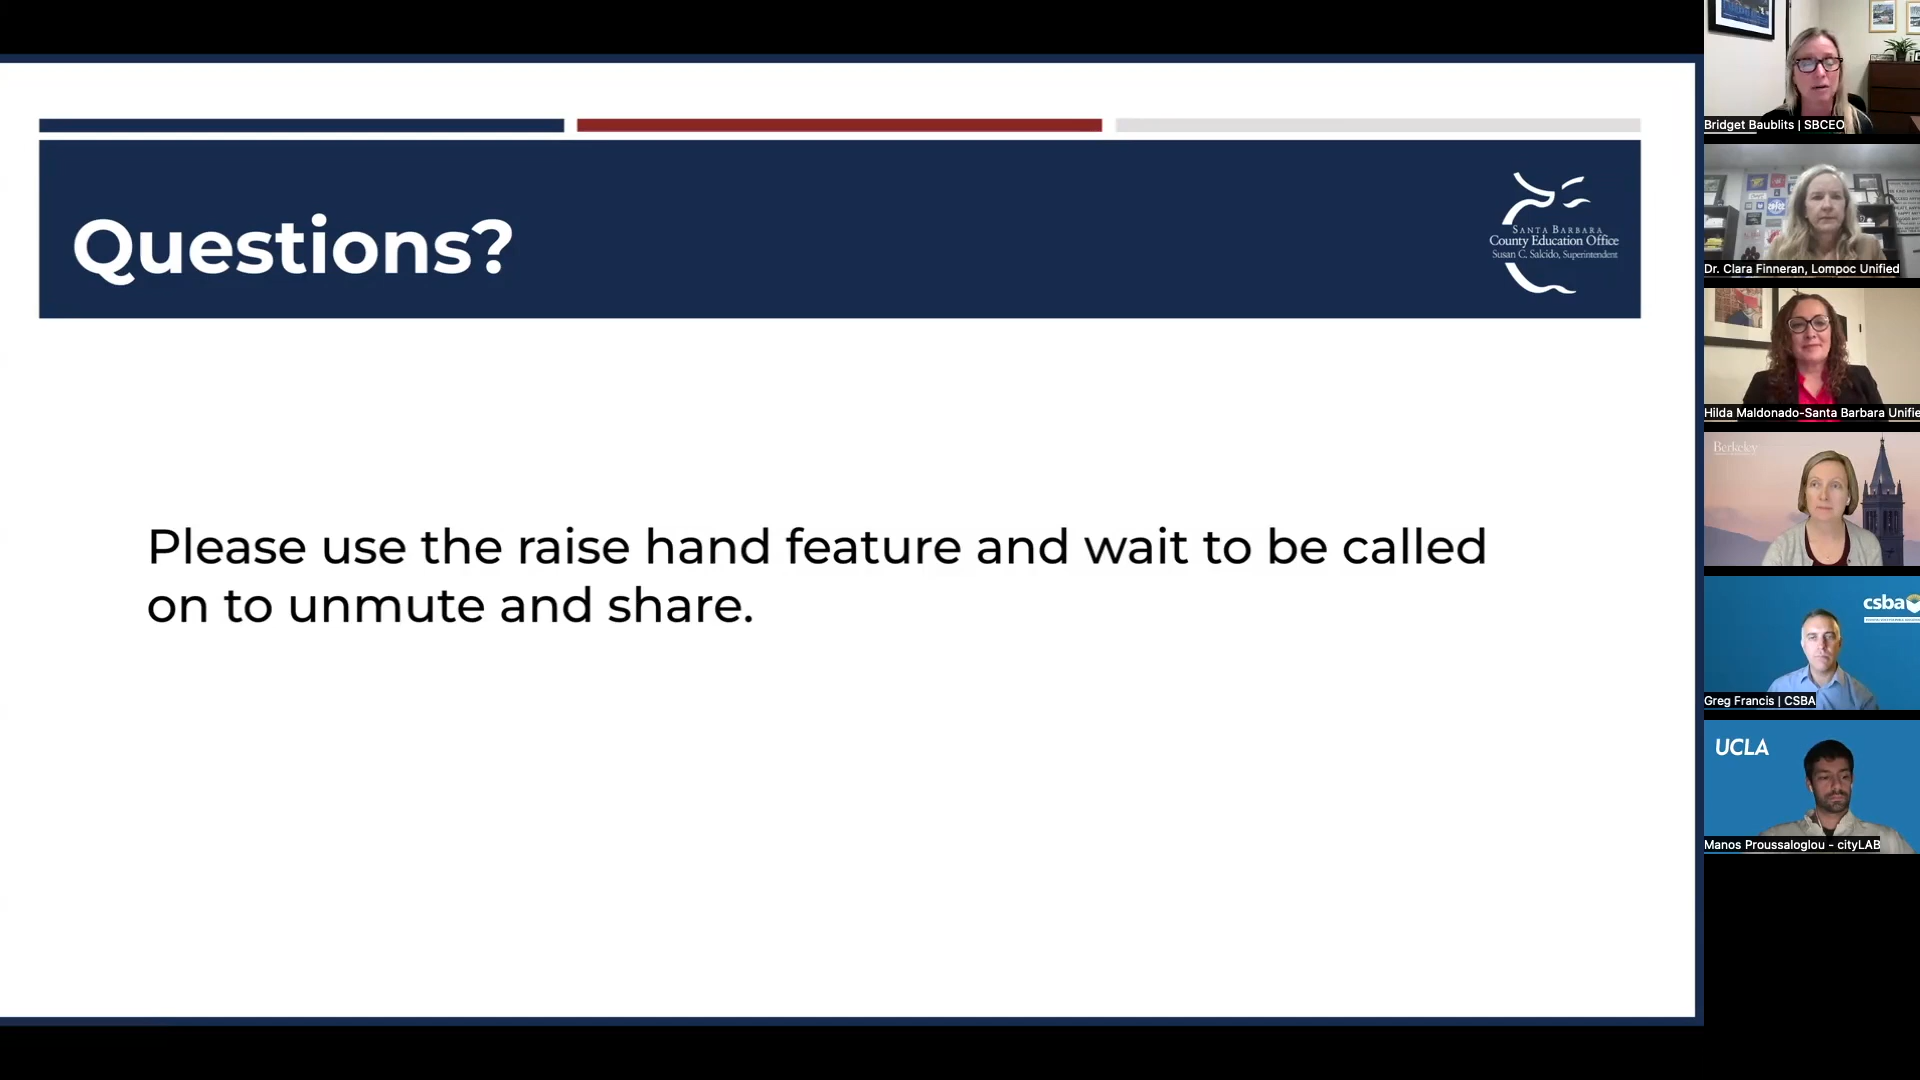 Questions?
SANTA BARBARA
County Education Office
Susan C. Salcido, Superintendent
Please use the raise hand feature and wait to be called
on to unmute and share.
Bridget Baublits | SBCEO
Dr. Clara Finneran, Lompoc Unified
Hilda Maldonado-Santa Barbara Unifie
Berkeley
csba
Greg Francis | CSBA
UCLA
Manos Proussaloglou - cityLAB